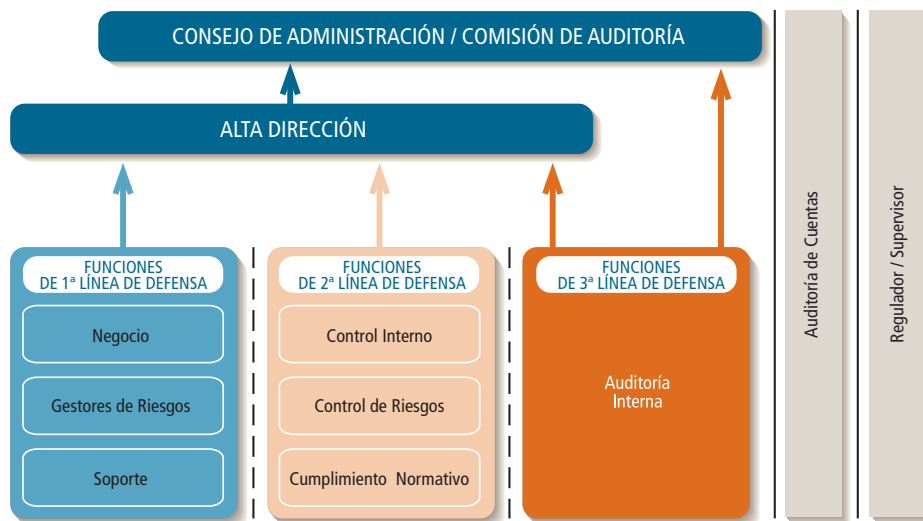 CONSEJO DE ADMINISTRACIÓN / COMISIÓN DE AUDITORÍA
ALTA DIRECCIÓN
FUNCIONES
DE 1ª LÍNEA DE DEFENSA
Negocio
Gestores de Riesgos
Soporte
FUNCIONES
DE 2ª LÍNEA DE DEFENSA
Control Interno
Control de Riesgos
Cumplimiento Normativo
FUNCIONES
DE 3ª LÍNEA DE DEFENSA
Auditoría
Interna
Auditoría de Cuentas
Regulador / Supervisor